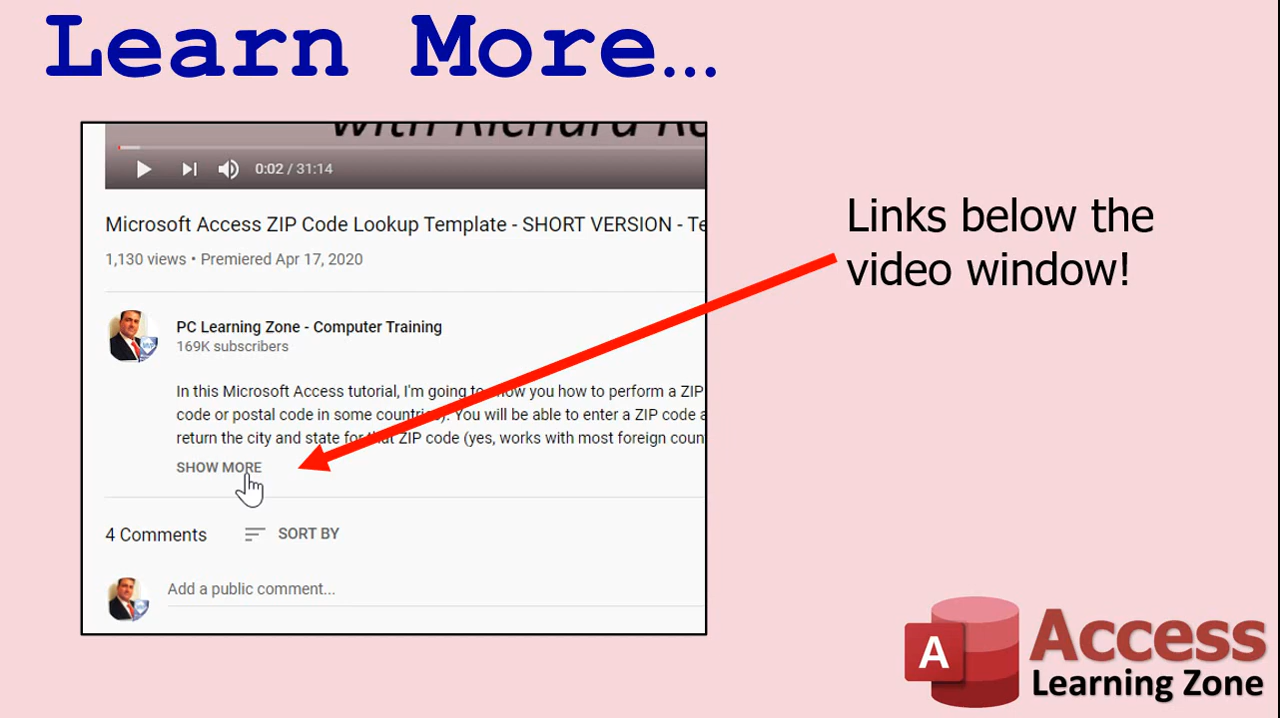 Learn More...
with Richard
0:02 / 31:14
Microsoft Access ZIP Code Lookup Template - SHORT VERSION -
1,130 views • Premiered Apr 17, 2020
PC Learning Zone - Computer Training
169K subscribers
In this Microsoft Access tutorial, I'm going to show you how to perform a ZIP
code or postal code in some countries). You will be able to enter a ZIP code
return the city and state for that ZIP code (yes, works with most foreign
SHOW MORE
4 Comments
SORT BY
Add a public comment...
Links below the
video window!
A
Access
Learning Zone